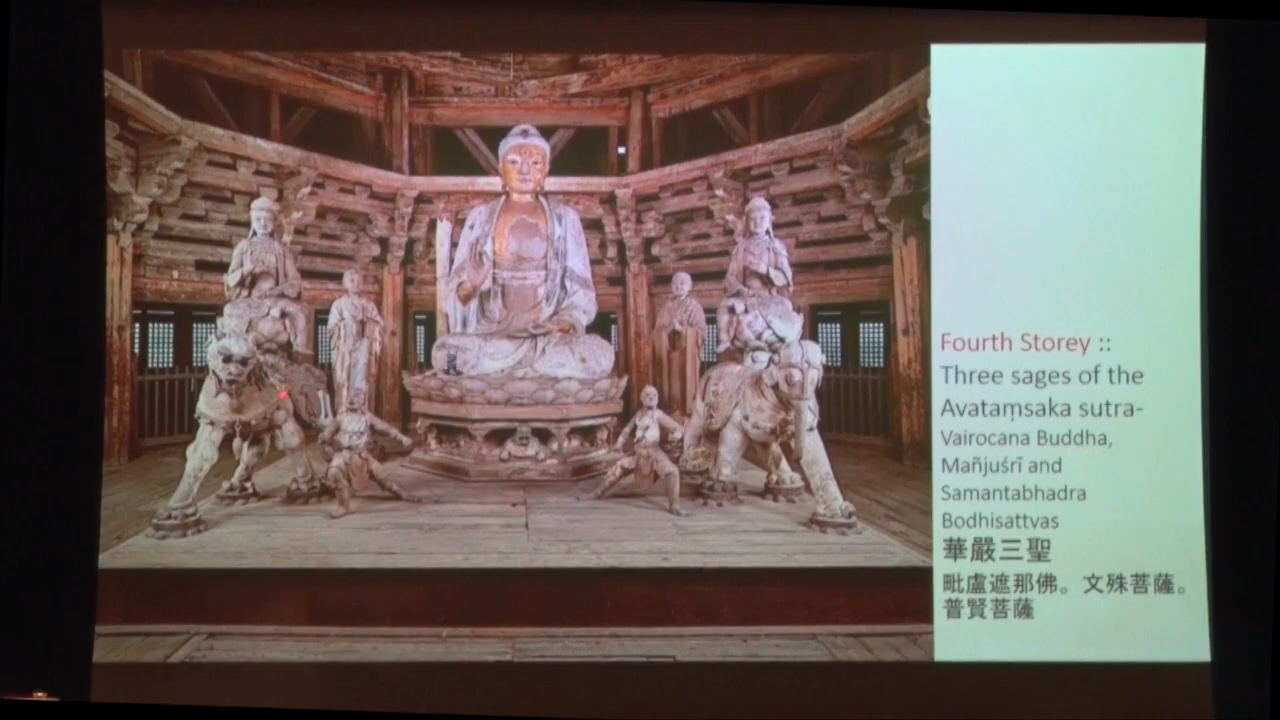 Fourth Storey ::
Three sages of the
Avataṃsaka sutra-
Vairocana Buddha,
Mañjuśrī and
Samantabhadra
Bodhisattvas
華嚴三聖
毗盧遮那佛。文殊菩薩。
普賢菩薩